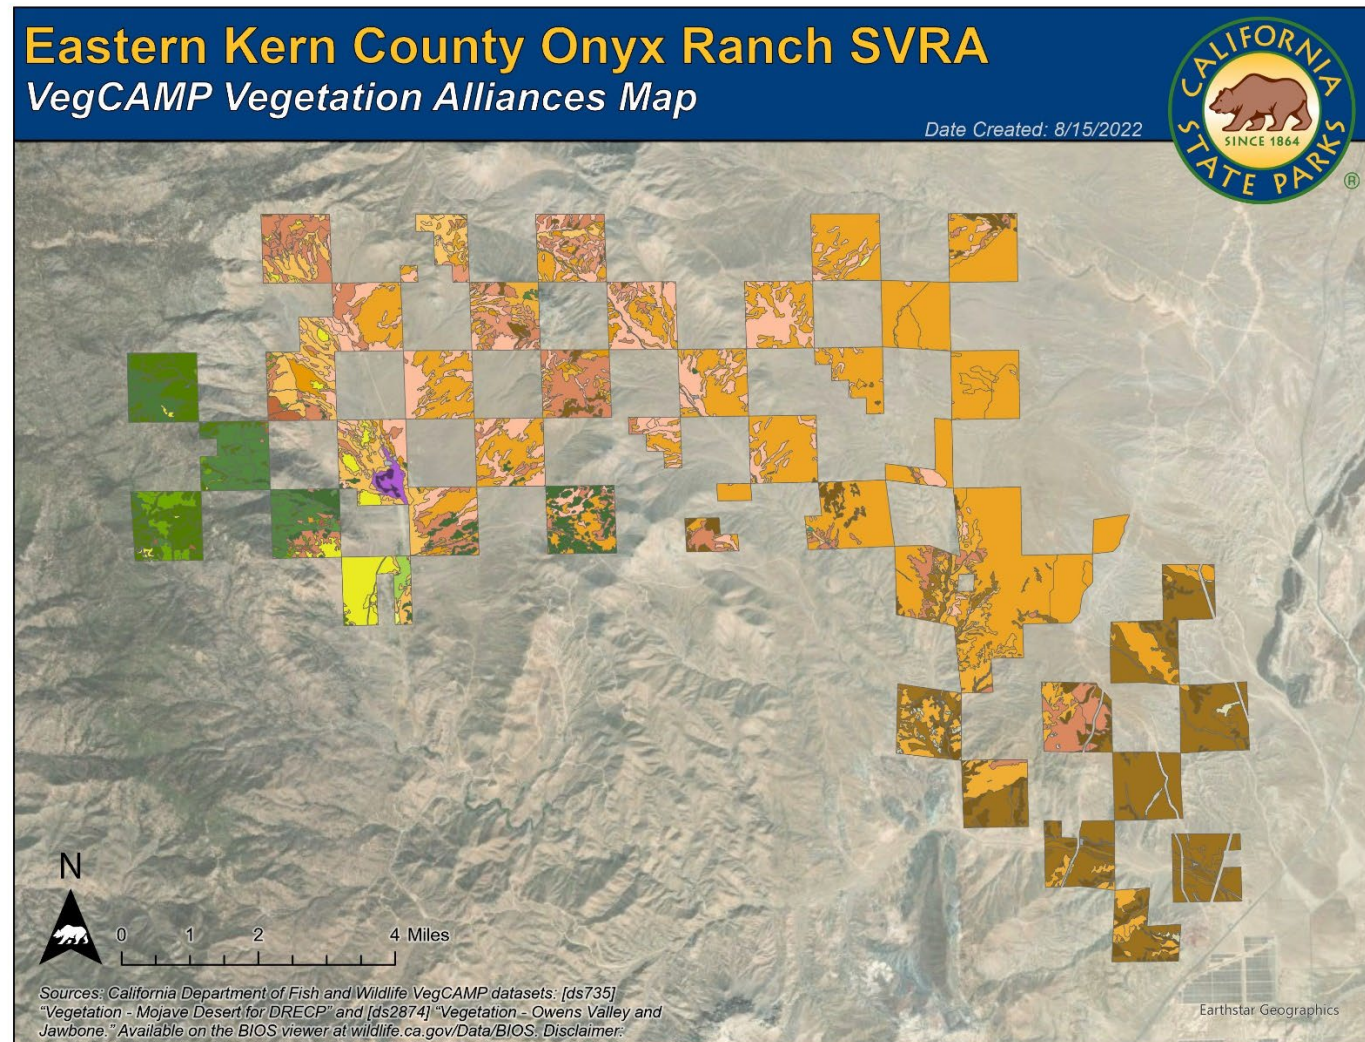 Eastern Kern County Onyx Ranch SVRA
VegCAMP Vegetation Alliances Map
Date Created: 8/15/2022
CALIFORNIA
SINCE 1864
STATE PARKS
®
N
0 1 2 4 Miles
Sources: California Department of Fish and Wildlife VegCAMP datasets: [ds735]
"Vegetation - Mojave Desert for DRECP" and [ds2874] "Vegetation - Owens Valley and
Jawbone." Available on the BIOS viewer at wildlife.ca.gov/Data/BIOS. Disclaimer:
Earthstar Geographics